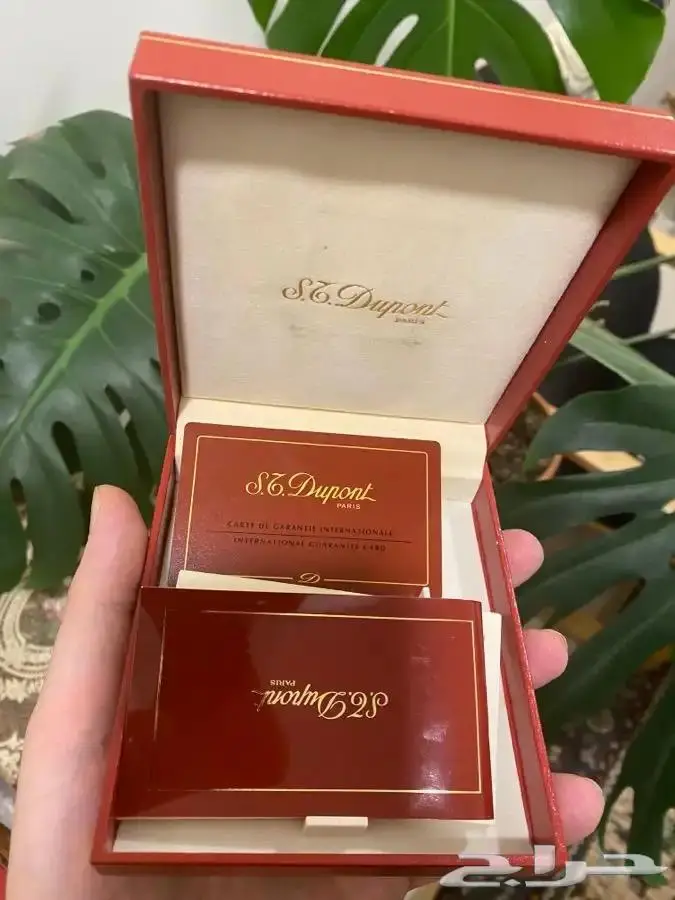 S.T. Dupont
PARIS
S.T. Dupont
PARIS
CARTE DE GARANTIE INTERNATIONALE
INTERNATIONAL GUARANTEE CARD
D
S.T. Dupont
PARIS
حراج